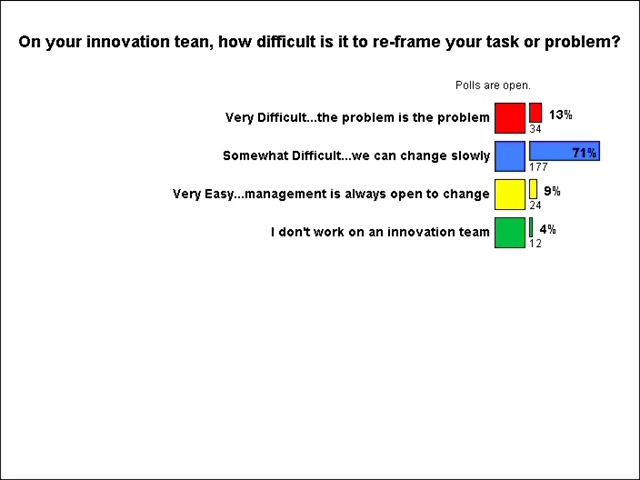 On your innovation tean, how difficult is it to re-frame your task or problem?
Polls are open.
Very Difficult...the problem is the problem 13%
34
Somewhat Difficult...we can change slowly 71%
177
Very Easy...management is always open to change 9%
24
I don't work on an innovation team 4%
12